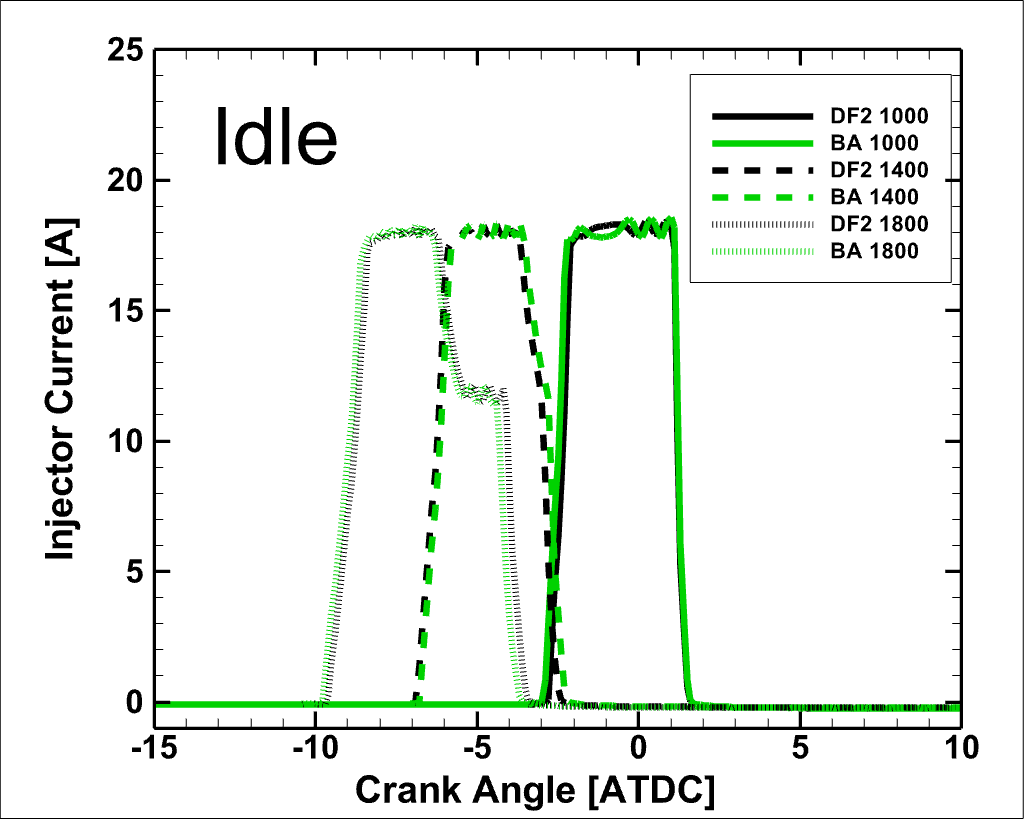 Idle
DF2 1000
BA 1000
DF2 1400
BA 1400
DF2 1800
BA 1800
25
20
15
10
5
0
Injector Current [A]
-15 -10 -5 0 5 10
Crank Angle [ATDC]